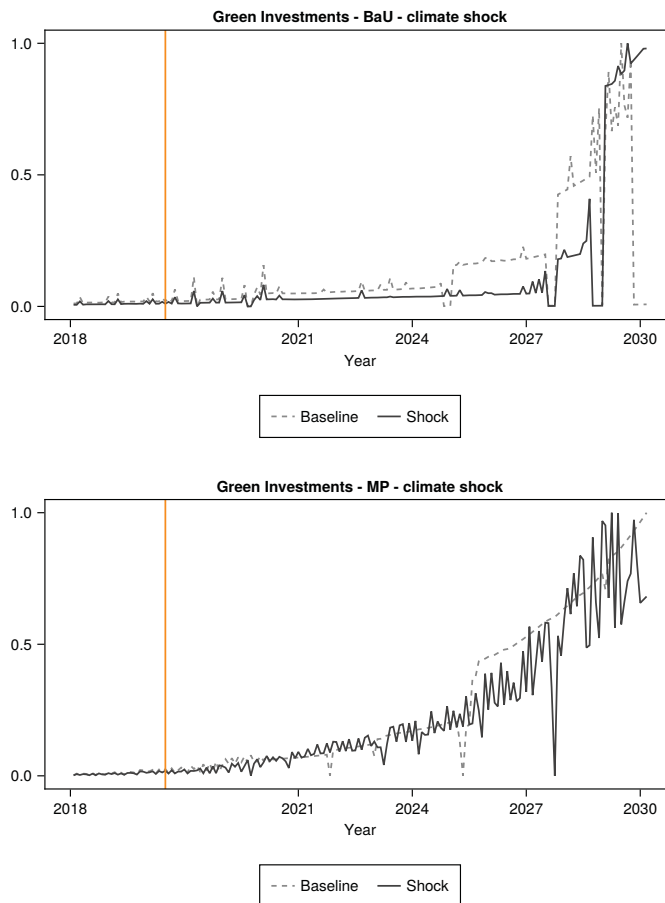 Green Investments - BaU - climate shock
1.0
0.5
0.0
2018 2021 2024 2027 2030
Year
Baseline Shock
Green Investments - MP - climate shock
1.0
0.5
0.0
2018 2021 2024 2027 2030
Year
Baseline Shock